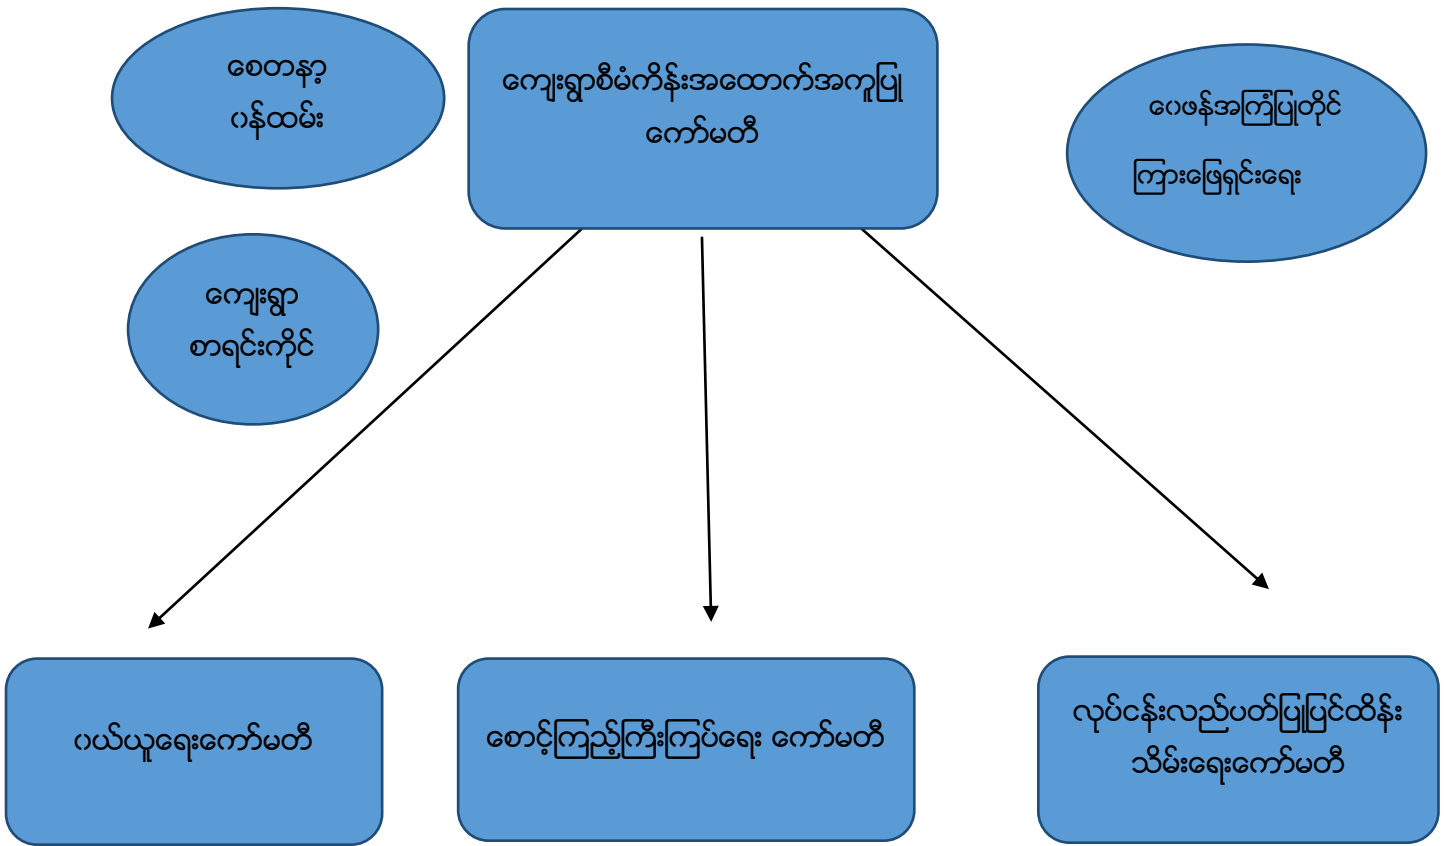 စေတနာ့
ဝန်ထမ်း
ကျေးရွာစီမံကိန်းအထောက်အကူပြု
ကော်မတီ
ဝေဖန်အကြံပြုတိုင်
ကြားဖြေရှင်းရေး
ကျေးရွာ
စာရင်းကိုင်
ဝယ်ယူရေးကော်မတီ
စောင့်ကြည့်ကြီးကြပ်ရေး ကော်မတီ
လုပ်ငန်းလည်ပတ်ပြုပြင်ထိန်း
သိမ်းရေးကော်မတီ